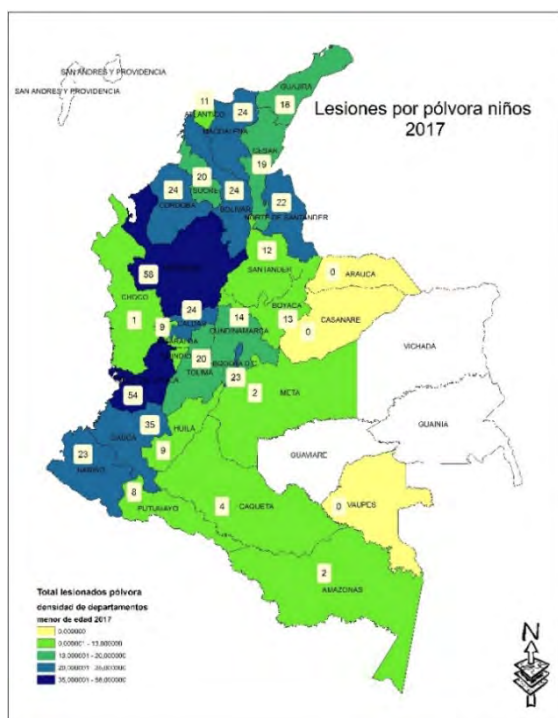 Lesiones por pólvora niños
2017
SAN ANDRES Y PROVIDENCIA
SAN ANDRES Y PROVIDENCIA
GUAJIRA
18
11
ATLANTICO
24
MAGDALENA
CESAR
19
20
SUCRE
24
CORDOBA
24
BOLIVAR
22
NORTE DE SANTANDER
12
SANTANDER
0
ARAUCA
58
CHOCO
1
24
CALDAS
14
CUNDINAMARCA
BOYACA
13
0
CASANARE
9
VICHADA
20
TOLIMA
23
2
META
54
GUAINIA
35
CAUCA
HUILA
9
GUAVIARE
23
NARIÑO
8
PUTUMAYO
4
CAQUETA
0
VAUPES
2
AMAZONAS
Total lesionados pólvora
densidad de departamentos
menor de edad 2017
0,000000
0,000001 - 13,000000
13,000001 - 20,000000
20,000001 - 35,000000
35,000001 - 58,000000
N